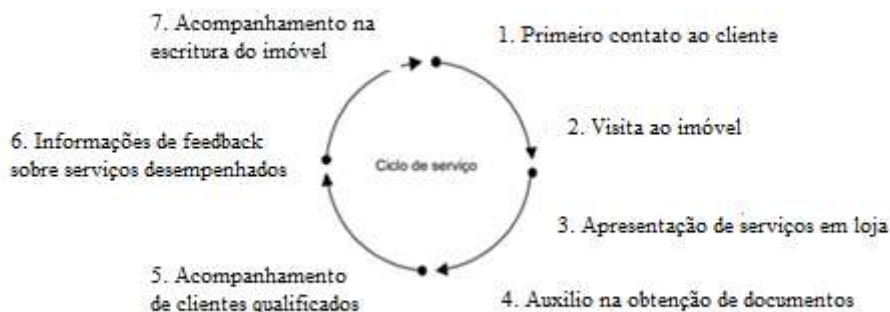 7. Acompanhamento na
escritura do imóvel
1. Primeiro contato ao cliente
2. Visita ao imóvel
6. Informações de feedback
sobre serviços desempenhados
Ciclo de serviço
3. Apresentação de serviços em loja
5. Acompanhamento
de clientes qualificados
4. Auxilio na obtenção de documentos